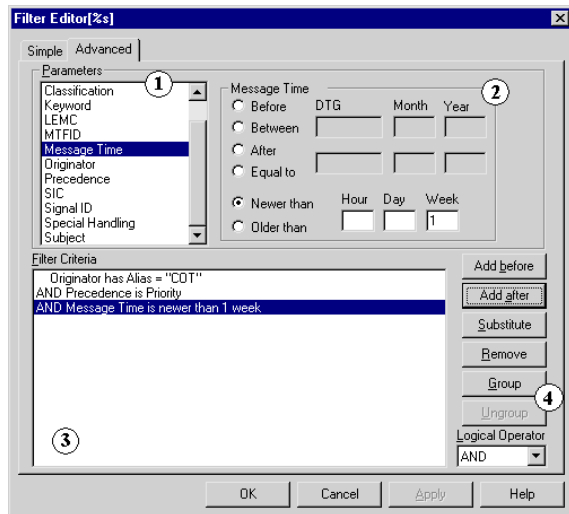 Filter Editor[%s]
Simple Advanced
Parameters
1
Classification
Keyword
LEMC
MTFID
Message Time
Originator
Precedence
SIC
Signal ID
Special Handling
Subject
Message Time
2
Before DTG Month Year
Between
After
Equal to
Newer than Hour Day Week
1
Older than
Filter Criteria
Originator has Alias = "COT"
AND Precedence is Priority
AND Message Time is newer than 1 week
3
Add before
Add after
Substitute
Remove
Group
4
Ungroup
Logical Operator
AND
OK Cancel Apply Help